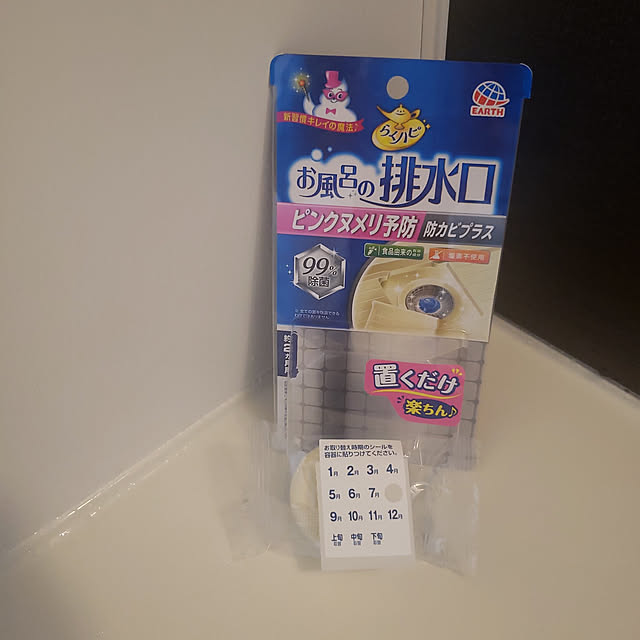 新習慣キレイの魔法♪
らくハピ
EARTH
お風呂の排水口
ピンクヌメリ予防 防カビプラス
99%
除菌
食品由来の
塩素不使用
置くだけ
楽ちん♪
お取り替え時期のシールを
容器に貼りつけてください。
1月 2月 3月 4月
5月 6月 7月
9月 10月 11月 12月
上旬 中旬 下旬